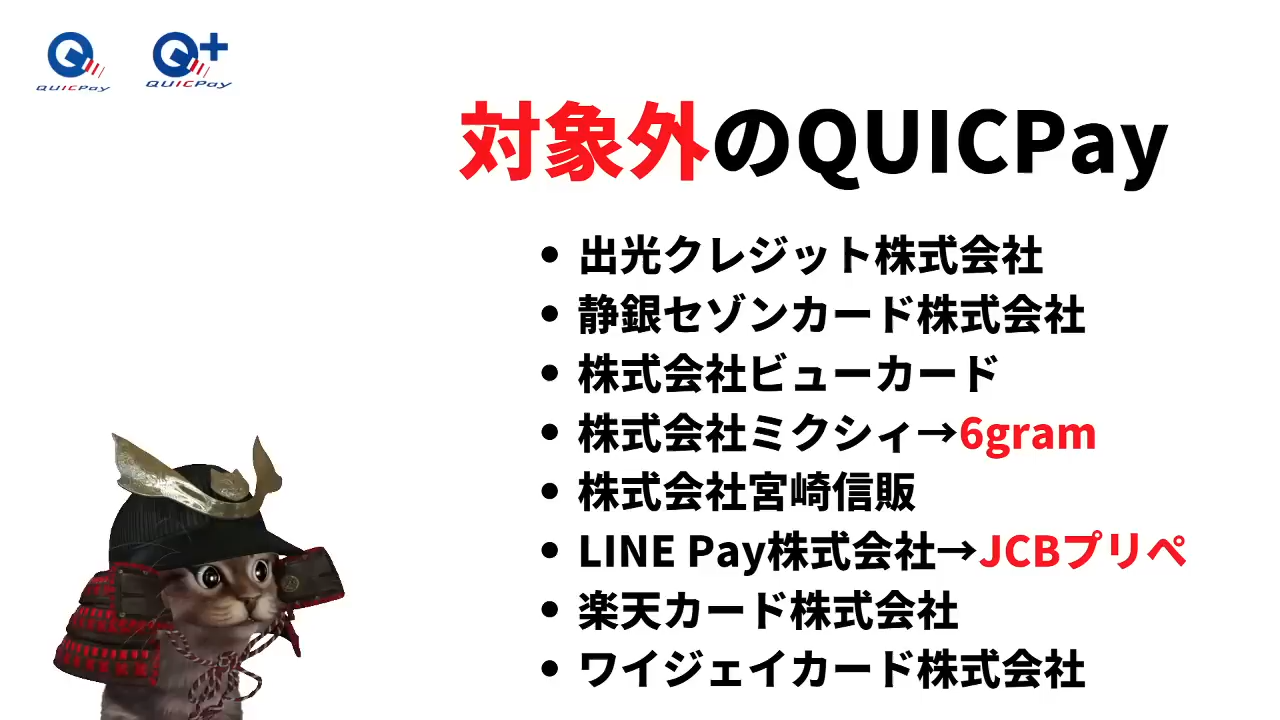 QUICPay
QUICPay
対象外のQUICPay
• 出光クレジット株式会社
• 静銀セゾンカード株式会社
• 株式会社ビューカード
• 株式会社ミクシィ→6gram
• 株式会社宮崎信販
• LINE Pay株式会社→JCBプリペ
• 楽天カード株式会社
• ワイジェイカード株式会社